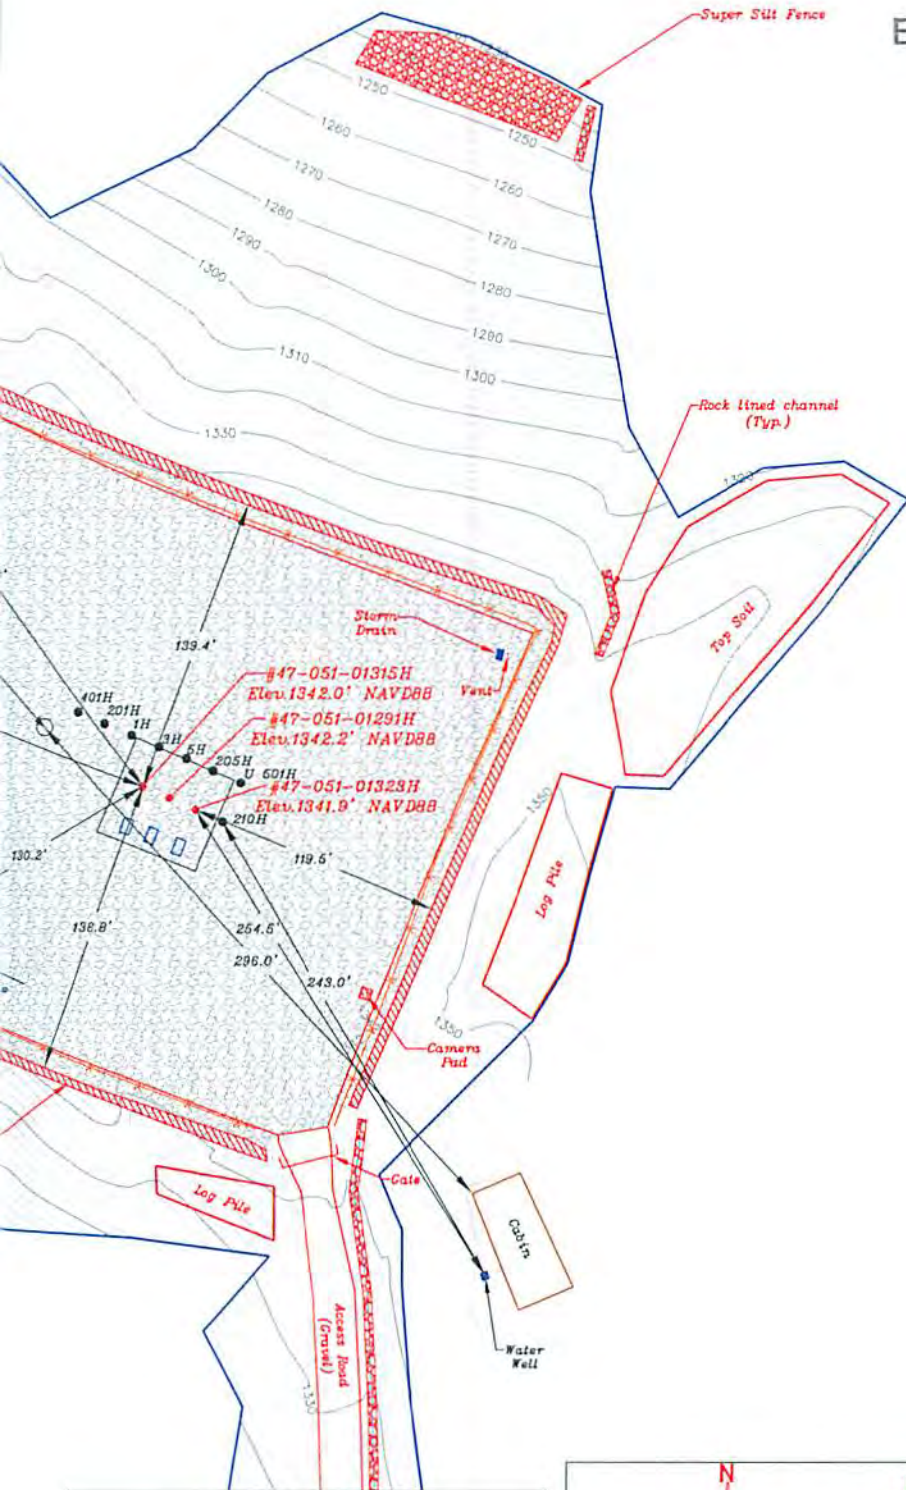 Super Silt Fence
E
1250
1250
1260
1260
1270
1270
1280
1280
1290
1290
1300
1300
1310
1330
Rock lined channel
(Typ.)
1320
Top Soil
Storm
Drain
Vent
139.4'
#47-051-01315H
Elev.1342.0' NAVD88
#47-051-01291H
Elev.1342.2' NAVD88
#47-051-01323H
Elev.1341.9' NAVD88
401H
201H
1H
3H
5H
205H
U 601H
210H
1350
Log Pile
130.2'
119.5'
138.8'
254.5'
296.0'
243.0'
1350
Camera
Pad
Gate
Log Pile
Cabin
Access Road
(Gravel)
Water
Well
1330
N